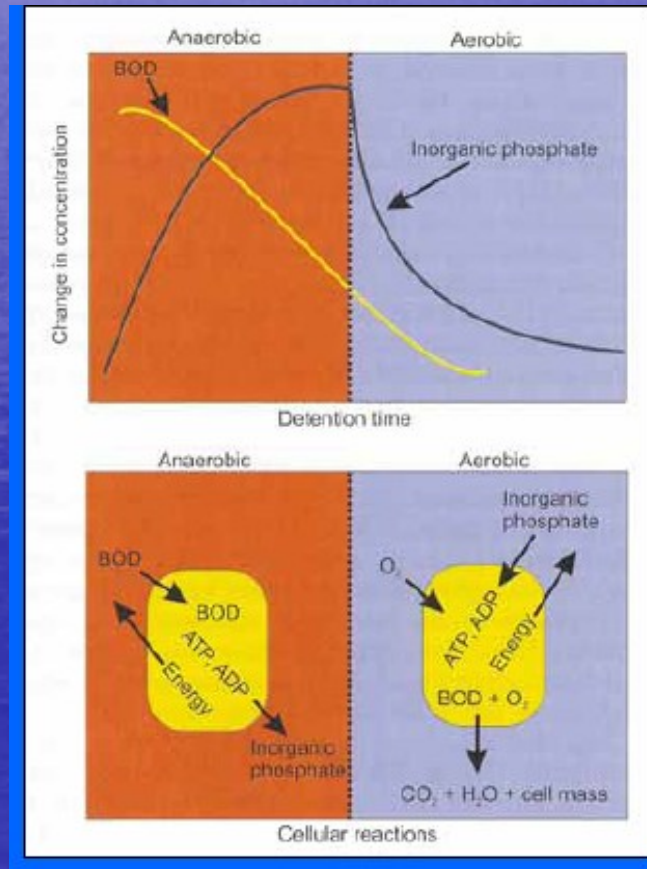 Anaerobic Aerobic
BOD
Inorganic phosphate
Change in concentration
Detention time
Anaerobic Aerobic
Inorganic
phosphate
BOD
O₂
BOD
ATP, ADP
Energy
Inorganic
phosphate
ATP, ADP
Energy
BOD + O₂
CO₂ + H₂O + cell mass
Cellular reactions